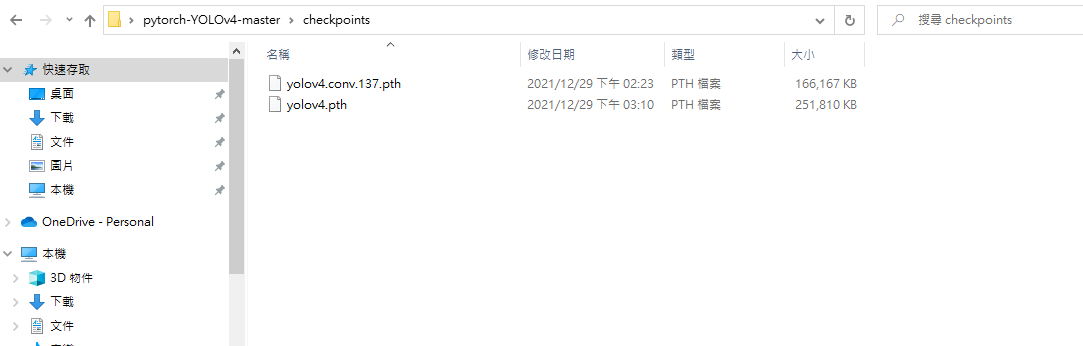 pytorch-YOLOv4-master › checkpoints
搜尋 checkpoints
名稱 修改日期 類型 大小
快速存取
yolov4.conv.137.pth 2021/12/29 下午 02:23 PTH 檔案 166,167 KB
桌面
yolov4.pth 2021/12/29 下午 03:10 PTH 檔案 251,810 KB
下載
文件
圖片
本機
OneDrive - Personal
本機
3D 物件
下載
文件